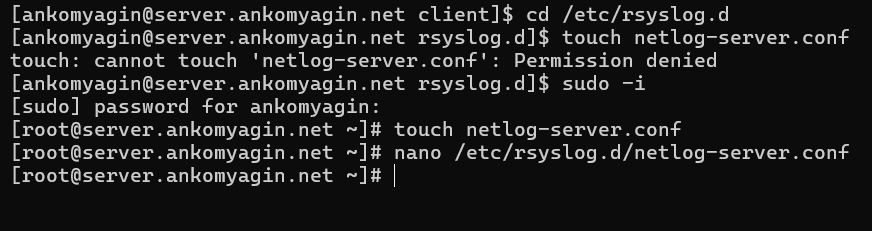 [ankomyagin@server.ankomyagin.net client]$ cd /etc/rsyslog.d
[ankomyagin@server.ankomyagin.net rsyslog.d]$ touch netlog-server.conf
touch: cannot touch 'netlog-server.conf': Permission denied
[ankomyagin@server.ankomyagin.net rsyslog.d]$ sudo -i
[sudo] password for ankomyagin:
[root@server.ankomyagin.net ~]# touch netlog-server.conf
[root@server.ankomyagin.net ~]# nano /etc/rsyslog.d/netlog-server.conf
[root@server.ankomyagin.net ~]#